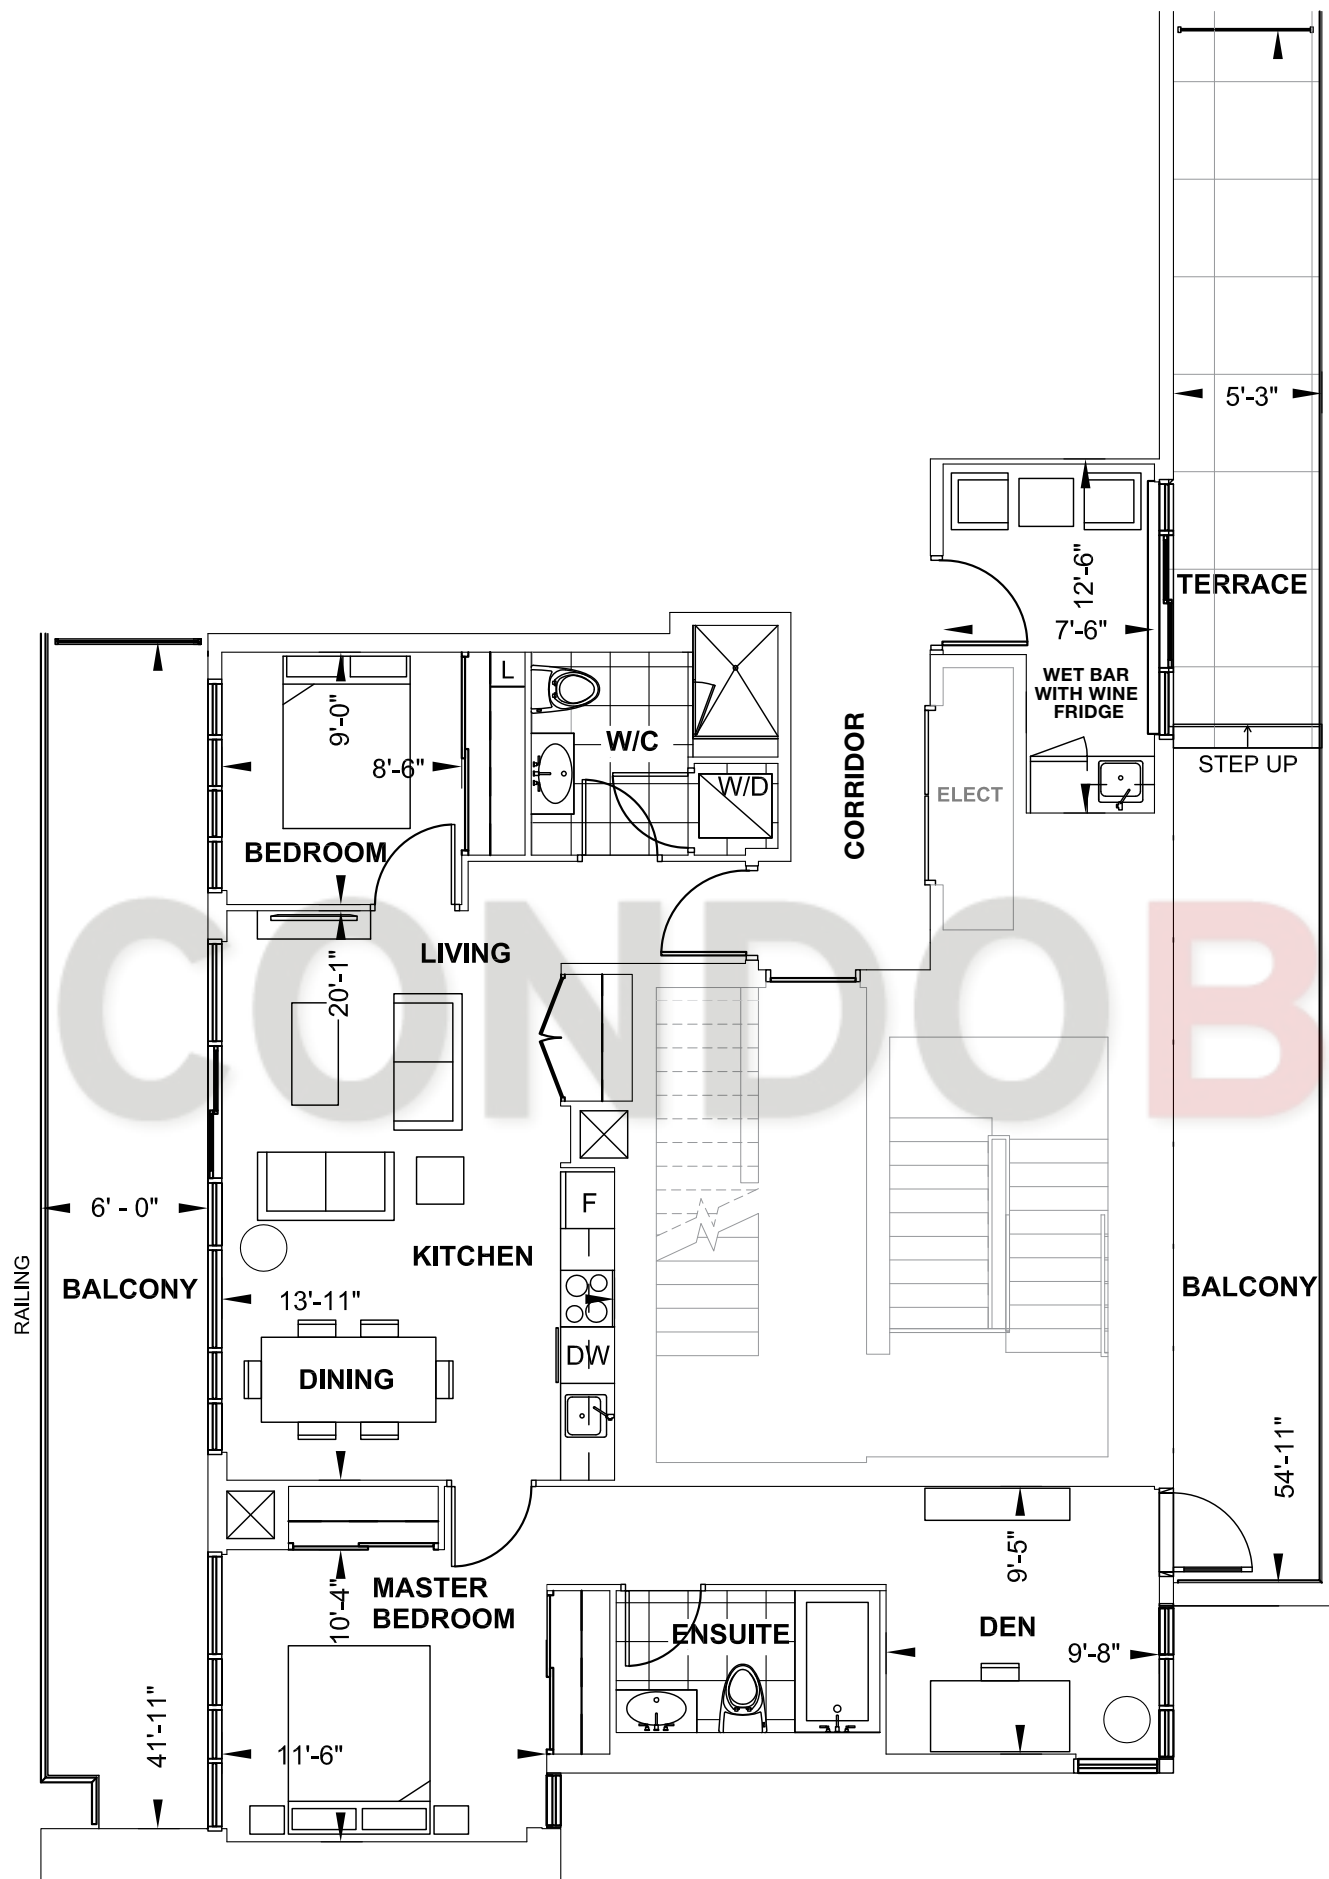 5'-3"
12'-6"
TERRACE
7'-6"
WET BAR
WITH WINE
FRIDGE
STEP UP
L
9'-0"
W/C
8'-6"
W/D
CORRIDOR
ELECT
BEDROOM
CONDOB
LIVING
20'-1"
F
6' - 0"
KITCHEN
RAILING
BALCONY
13'-11"
BALCONY
DW
DINING
54'-11"
9'-5"
MASTER
BEDROOM
10'-4"
ENSUITE
DEN
9'-8"
41'-11"
11'-6"